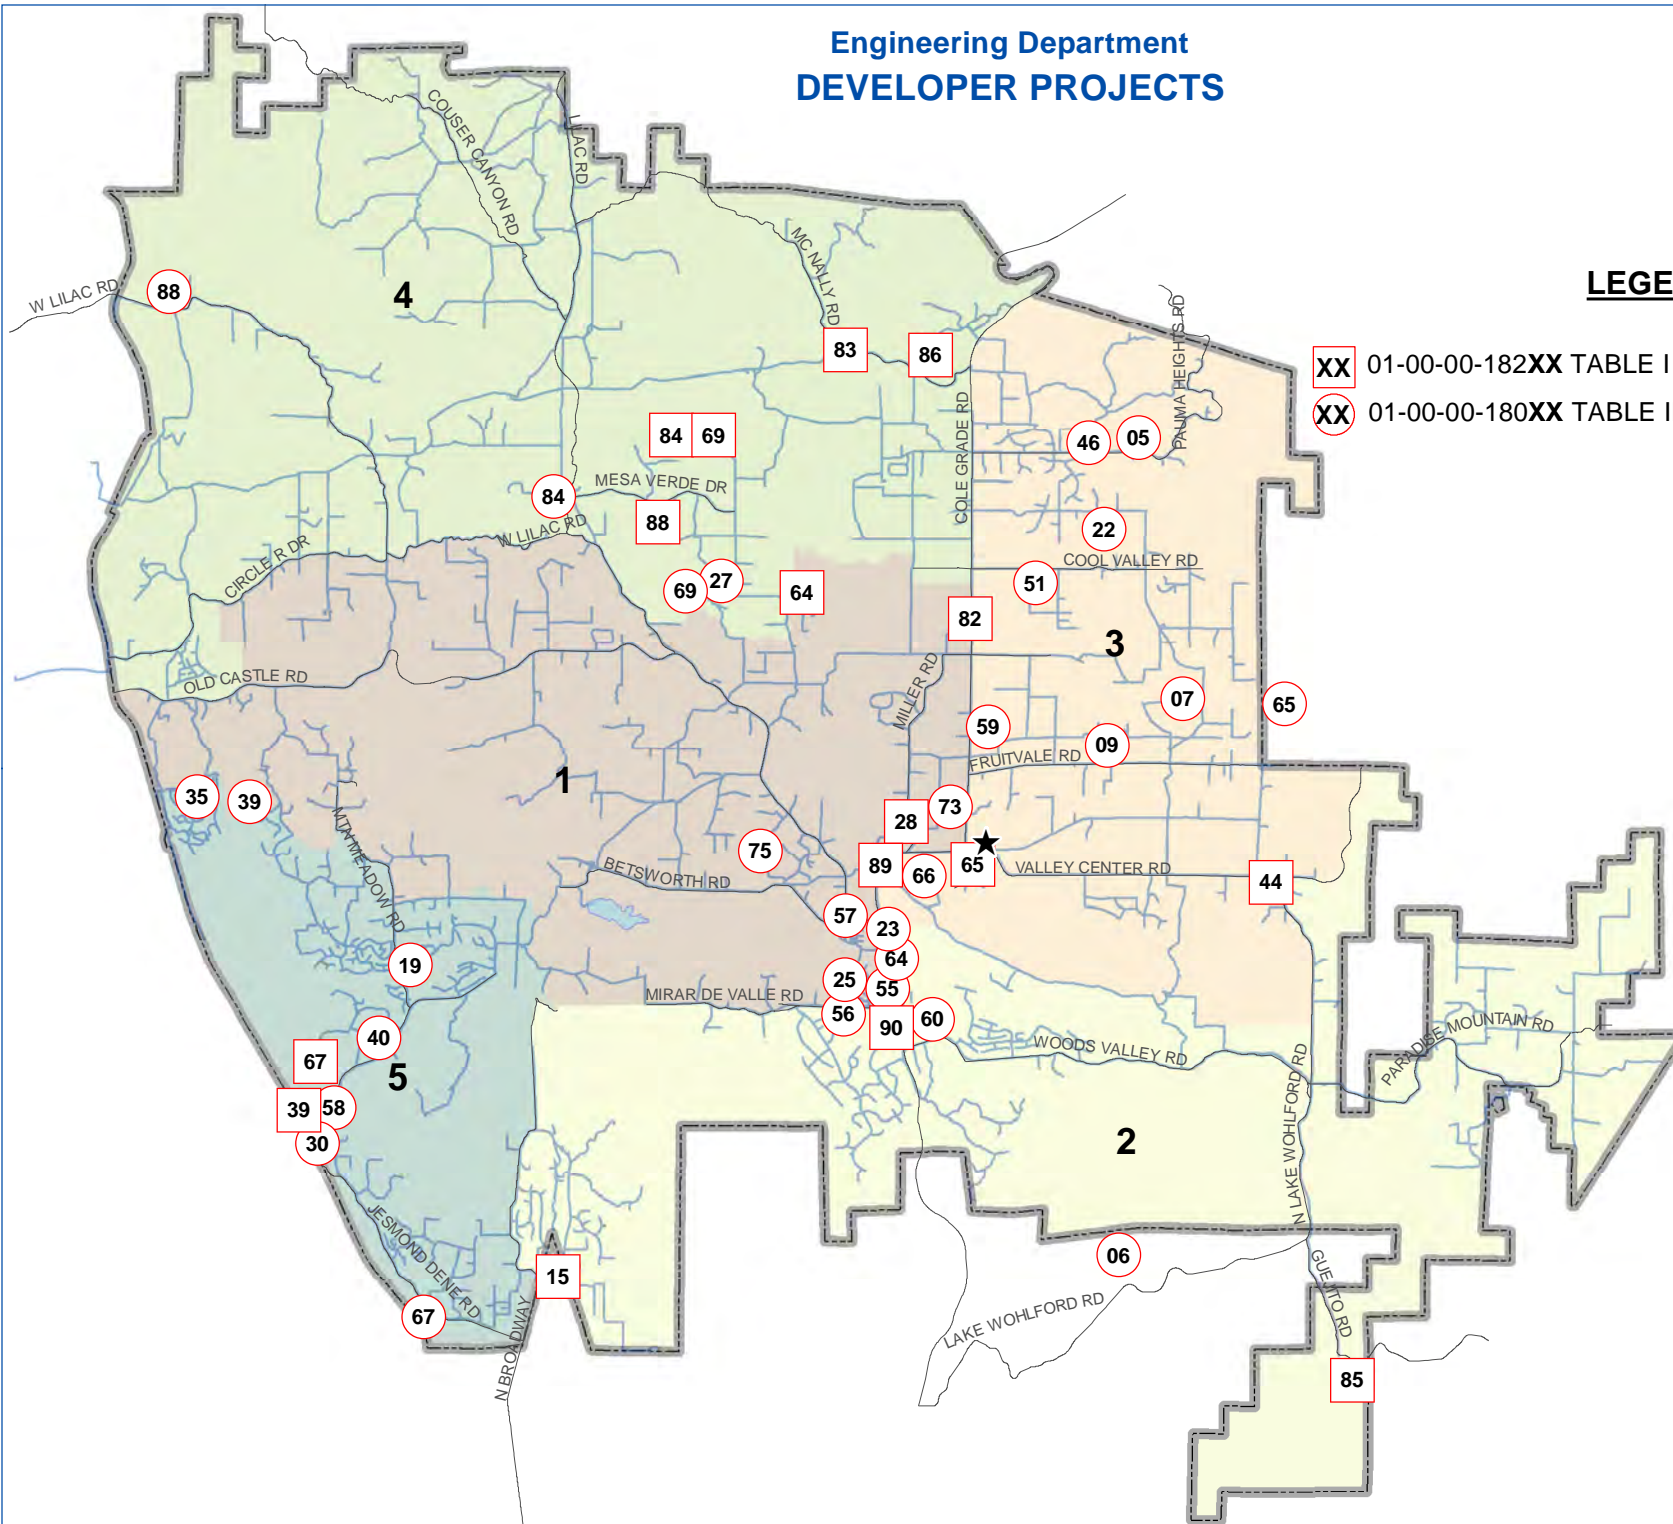 Engineering Department
DEVELOPER PROJECTS
LEGE
XX 01-00-00-182XX TABLE I
XX 01-00-00-180XX TABLE I
COUSER CANYON RD
LILAC RD
MC NALLY RD
W LILAC RD
88
4
PAUMA HEIGHTS RD
83
86
COLE GRADE RD
84
69
46
05
MESA VERDE DR
84
88
W LILAC RD
22
CIRCLE R DR
COOL VALLEY RD
69
27
64
51
82
3
OLD CASTLE RD
MILLER RD
07
65
59
09
FRUITVALE RD
1
35
39
MTN MEADOW RD
28
73
75
89
66
65
VALLEY CENTER RD
44
BETSWORTH RD
57
23
19
64
25
55
MIRAR DE VALLE RD
56
90
60
WOODS VALLEY RD
PARADISE MOUNTAIN RD
40
67
5
39
58
30
N LAKE WOHLFORD RD
2
JESMOND DENE RD
15
06
GUEJITO RD
67
N BROADWAY
LAKE WOHLFORD RD
85